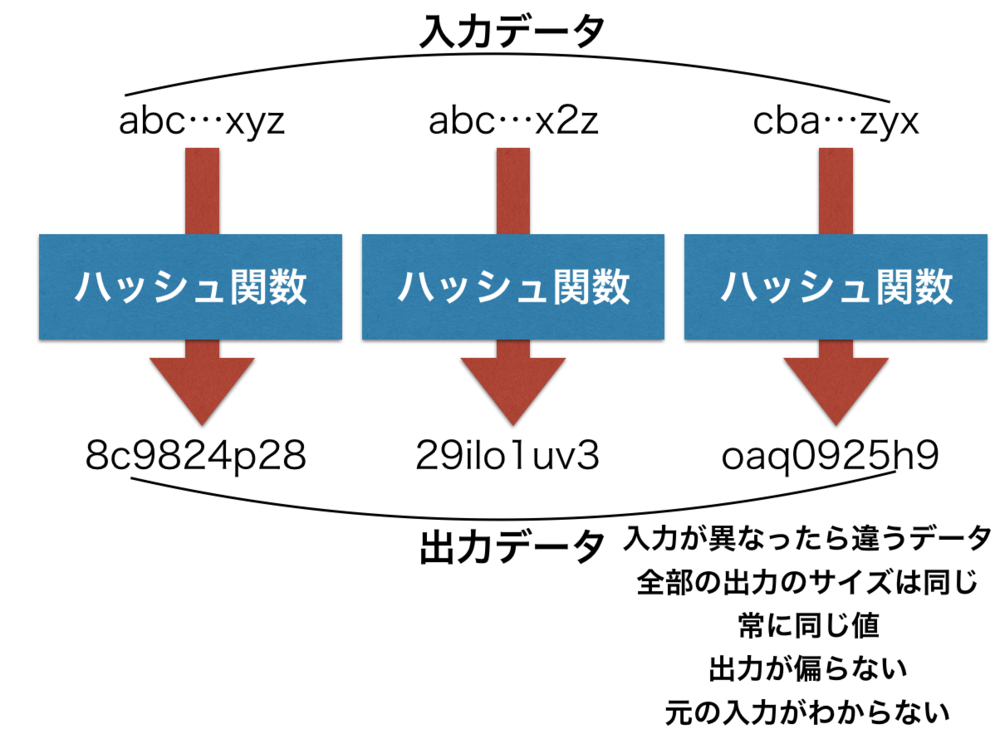 入力データ
abc…xyz
abc…x2z
cba…zyx
ハッシュ関数
ハッシュ関数
ハッシュ関数
8c9824p28
29ilo1uv3
oaq0925h9
出力データ
入力が異なったら違うデータ
全部の出力のサイズは同じ
常に同じ値
出力が偏らない
元の入力がわからない